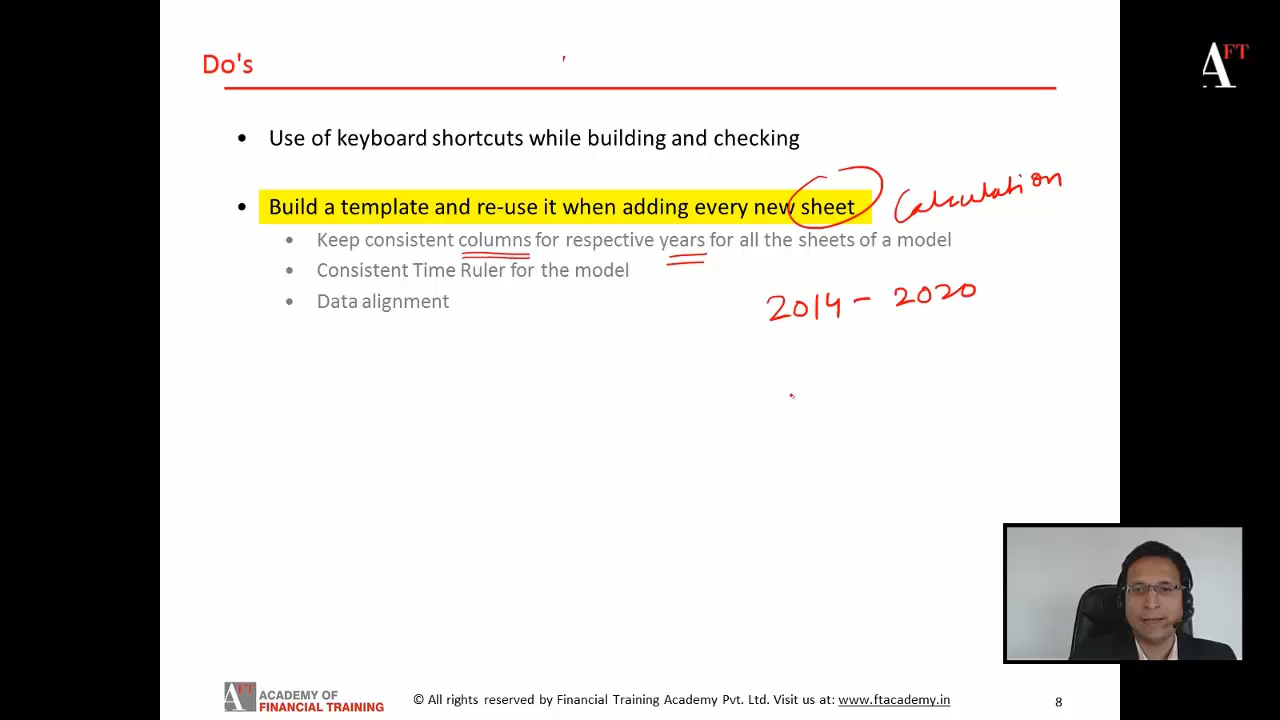 AFT
Do's
• Use of keyboard shortcuts while building and checking
• Build a template and re-use it when adding every new sheet
Calculation
• Keep consistent columns for respective years for all the sheets of a model
• Consistent Time Ruler for the model
2014 - 2020
• Data alignment
AFT
ACADEMY OF
FINANCIAL TRAINING
© All rights reserved by Financial Training Academy Pvt. Ltd. Visit us at: www.ftacademy.in
8